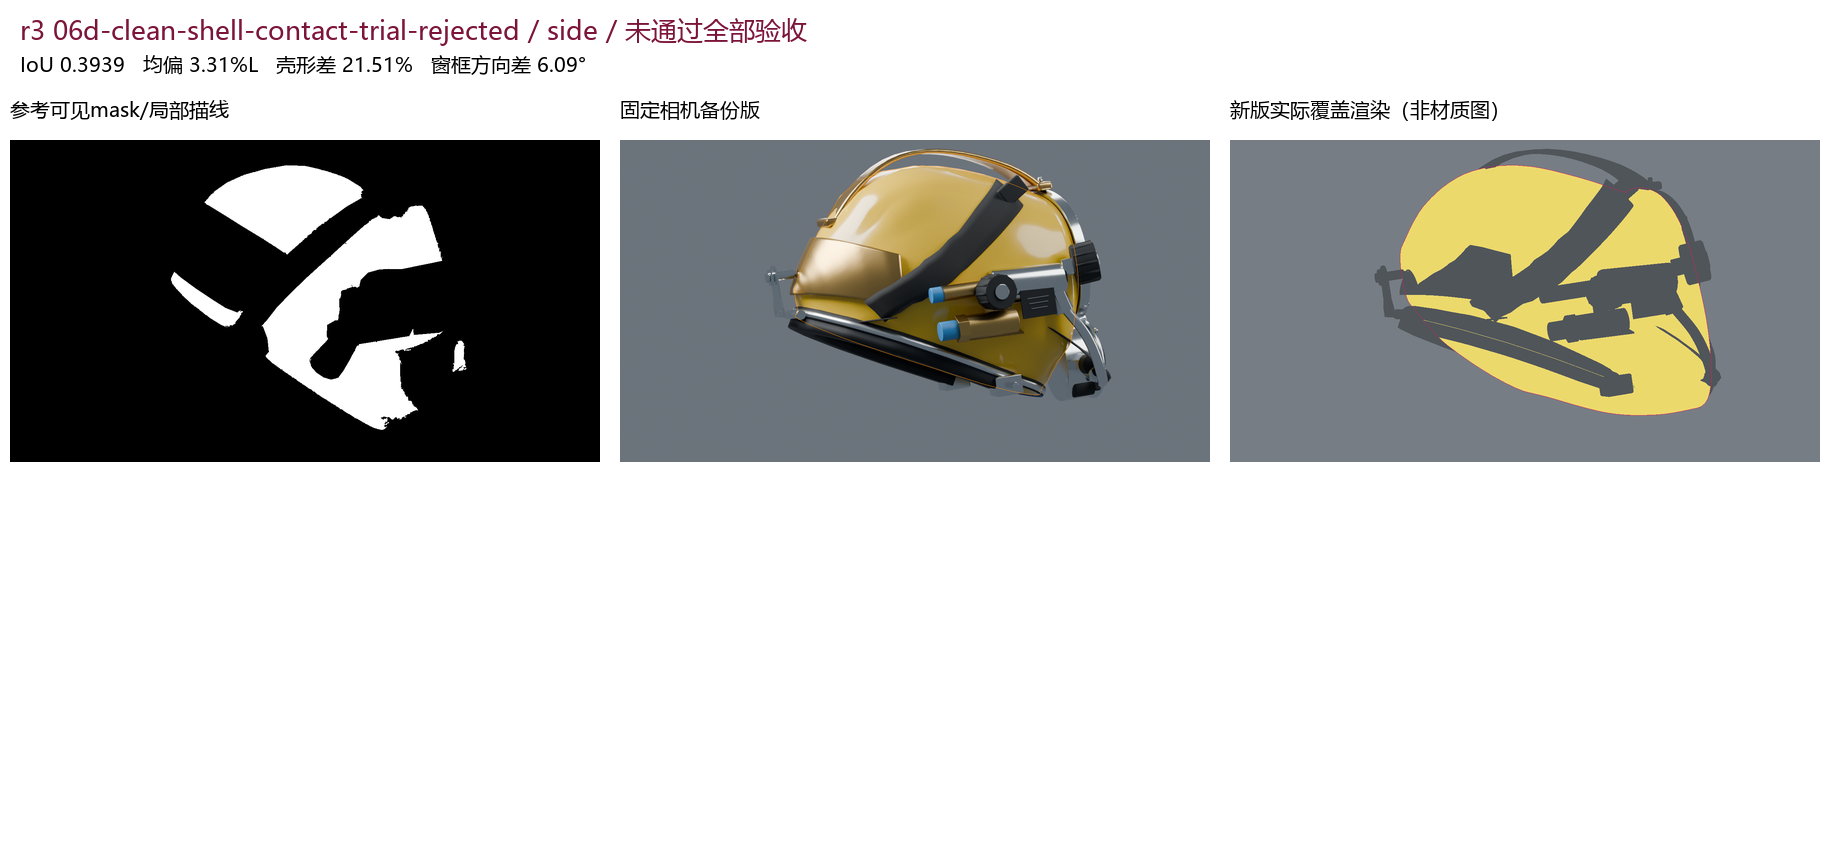 r3 06d-clean-shell-contact-trial-rejected / side / 未通过全部验收
IoU 0.3939 均偏 3.31%L 壳形差 21.51% 窗框方向差 6.09°
参考可见mask/局部描线
固定相机备份版
新版实际覆盖渲染（非材质图）